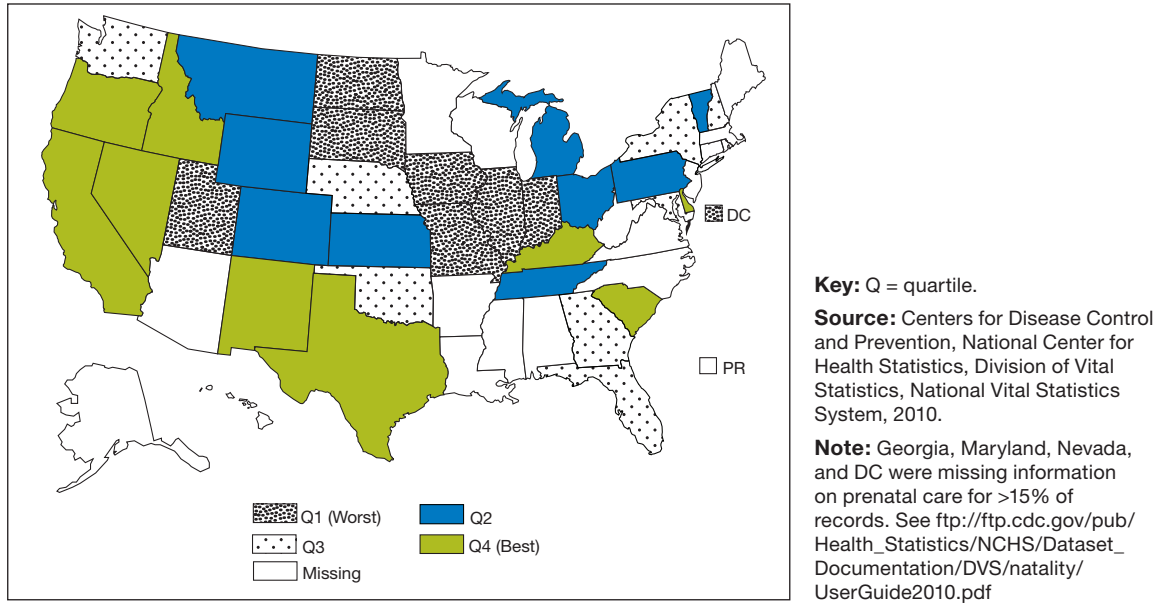 DC
PR
Q1 (Worst)
Q2
Q3
Q4 (Best)
Missing
Key: Q = quartile.
Source: Centers for Disease Control
and Prevention, National Center for
Health Statistics, Division of Vital
Statistics, National Vital Statistics
System, 2010.
Note: Georgia, Maryland, Nevada,
and DC were missing information
on prenatal care for >15% of
records. See ftp://ftp.cdc.gov/pub/
Health_Statistics/NCHS/Dataset_
Documentation/DVS/natality/
UserGuide2010.pdf